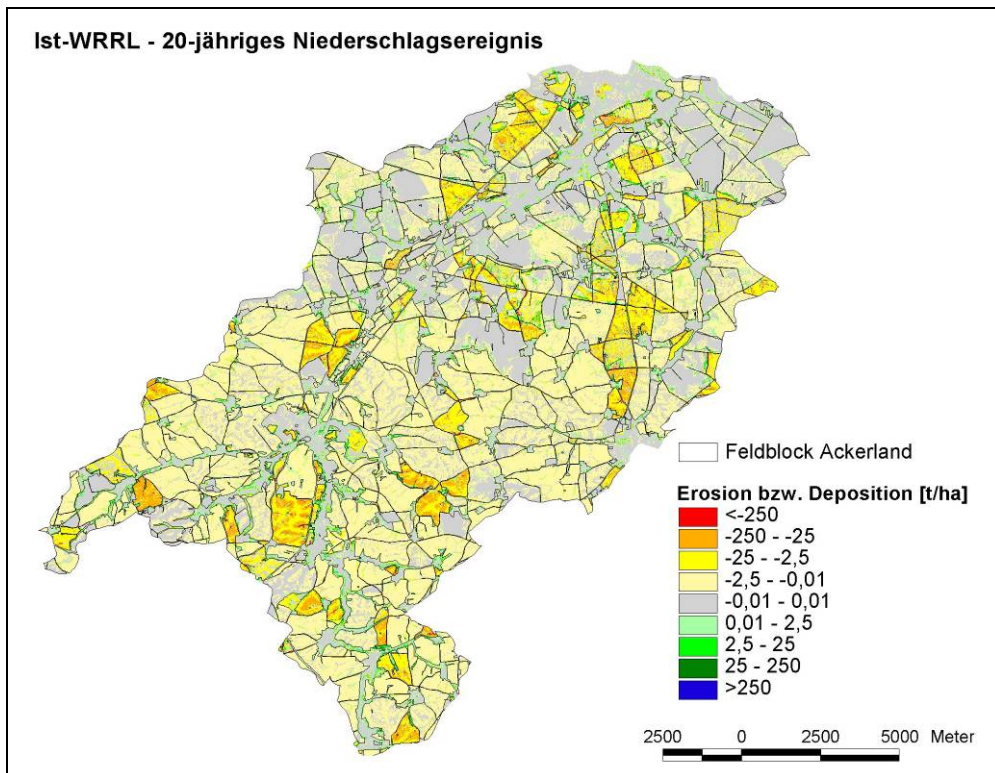 Ist-WRRL - 20-jähriges Niederschlagsereignis
Feldblock Ackerland
Erosion bzw. Deposition [t/ha]
<-250
-250 - -25
-25 - -2,5
-2,5 - -0,01
-0,01 - 0,01
0,01 - 2,5
2,5 - 25
25 - 250
>250
2500 0 2500 5000 Meter